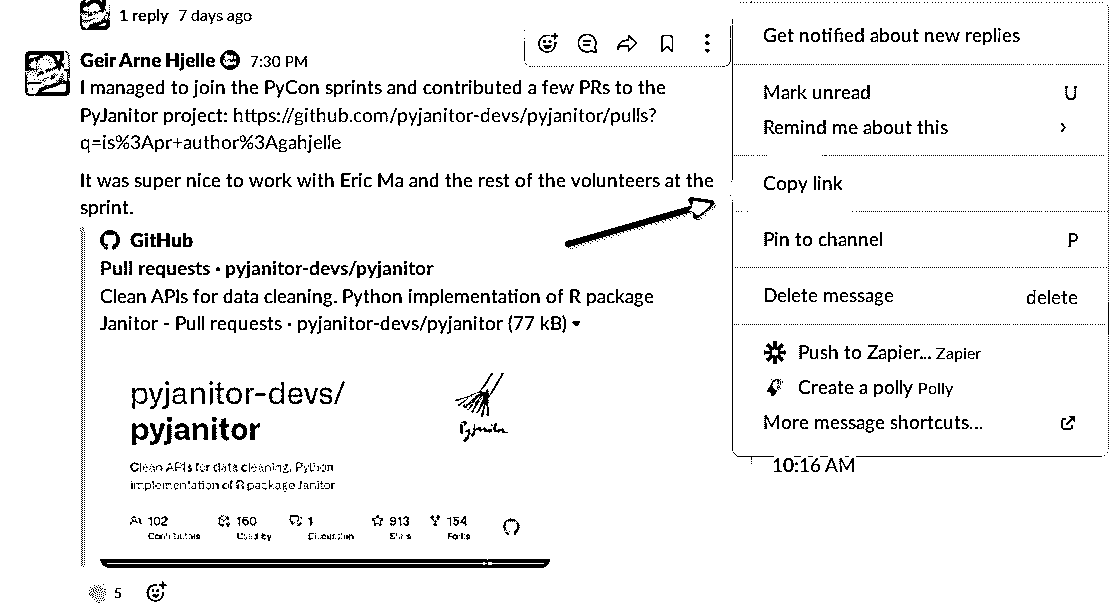 1 reply 7 days ago
Geir Arne Hjelle 7:30 PM
I managed to join the PyCon sprints and contributed a few PRs to the
PyJanitor project: https://github.com/pyjanitor-devs/pyjanitor/pulls?
q=is%3Apr+author%3Agahjelle
It was super nice to work with Eric Ma and the rest of the volunteers at the
sprint.
GitHub
Pull requests · pyjanitor-devs/pyjanitor
Clean APIs for data cleaning. Python implementation of R package
Janitor - Pull requests · pyjanitor-devs/pyjanitor (77 kB)
pyjanitor-devs/
pyjanitor
Pyjanitor
Clean APIs for data cleaning. Python
implementation of R package Janitor
102 160 1 913 154
Contributors Used by Discussion Stars Forks
5
Get notified about new replies
Mark unread U
Remind me about this
Copy link
Pin to channel P
Delete message delete
Push to Zapier... Zapier
Create a polly Polly
More message shortcuts...
10:16 AM